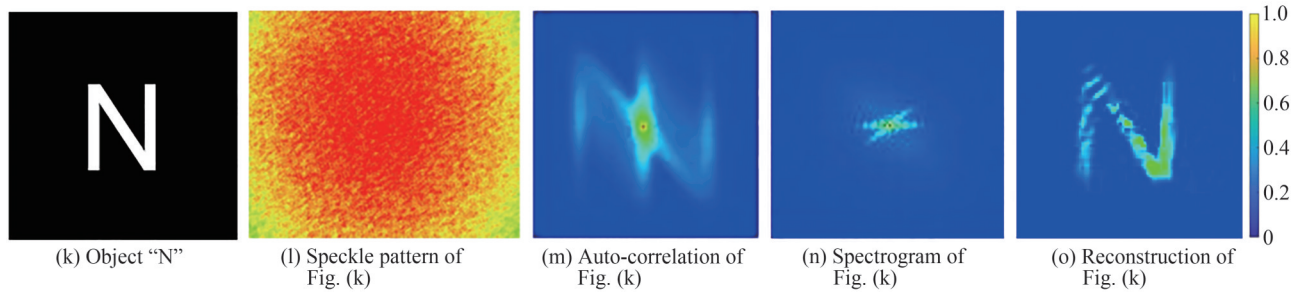 N
1.0
0.8
0.6
0.4
0.2
0
(k) Object “N”
(l) Speckle pattern of
Fig. (k)
(m) Auto-correlation of
Fig. (k)
(n) Spectrogram of
Fig. (k)
(o) Reconstruction of
Fig. (k)